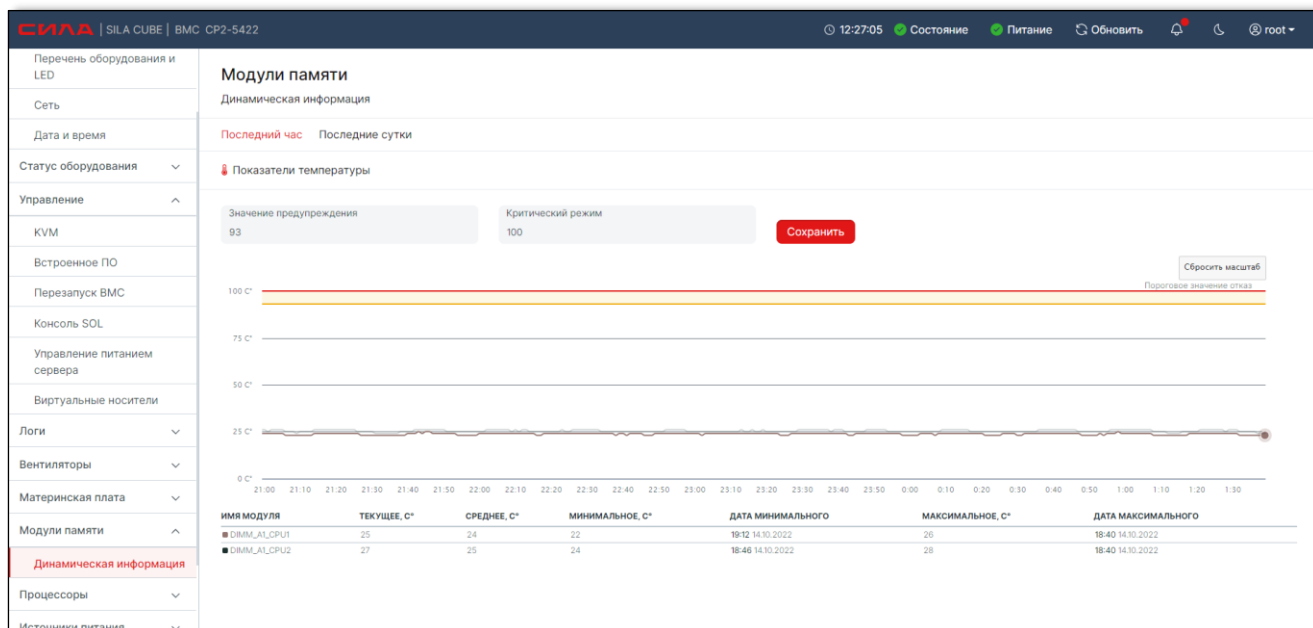 СИЛА | SILA CUBE | BMC CP2-5422
12:27:05 Состояние Питание Обновить root
Перечень оборудования и
LED
Сеть
Дата и время
Статус оборудования
Управление
KVM
Встроенное ПО
Перезапуск BMC
Консоль SOL
Управление питанием
сервера
Виртуальные носители
Логи
Вентиляторы
Материнская плата
Модули памяти
Динамическая информация
Процессоры
Источники питания
Модули памяти
Динамическая информация
Последний час Последние сутки
Показатели температуры
Значение предупреждения
93
Критический режим
100
Сохранить
Сбросить масштаб
Пороговое значение отказ
100 C°
75 C°
50 C°
25 C°
0 C°
21:00 21:10 21:20 21:30 21:40 21:50 22:00 22:10 22:20 22:30 22:40 22:50 23:00 23:10 23:20 23:30 23:40 23:50 0:00 0:10 0:20 0:30 0:40 0:50 1:00 1:10 1:20 1:30
ИМЯ МОДУЛЯ ТЕКУЩЕЕ, C° СРЕДНЕЕ, C° МИНИМАЛЬНОЕ, C° ДАТА МИНИМАЛЬНОГО МАКСИМАЛЬНОЕ, C° ДАТА МАКСИМАЛЬНОГО
DIMM_A1_CPU1 25 24 22 19:12 14.10.2022 26 18:40 14.10.2022
DIMM_A1_CPU2 27 25 24 18:46 14.10.2022 28 18:40 14.10.2022